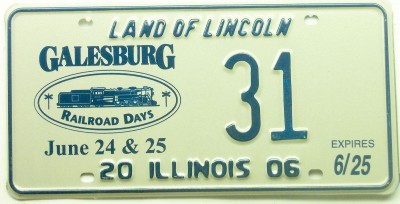 LAND OF LINCOLN
GALESBURG
RAILROAD DAYS
June 24 & 25
31
EXPIRES
6/25
20 ILLINOIS 06